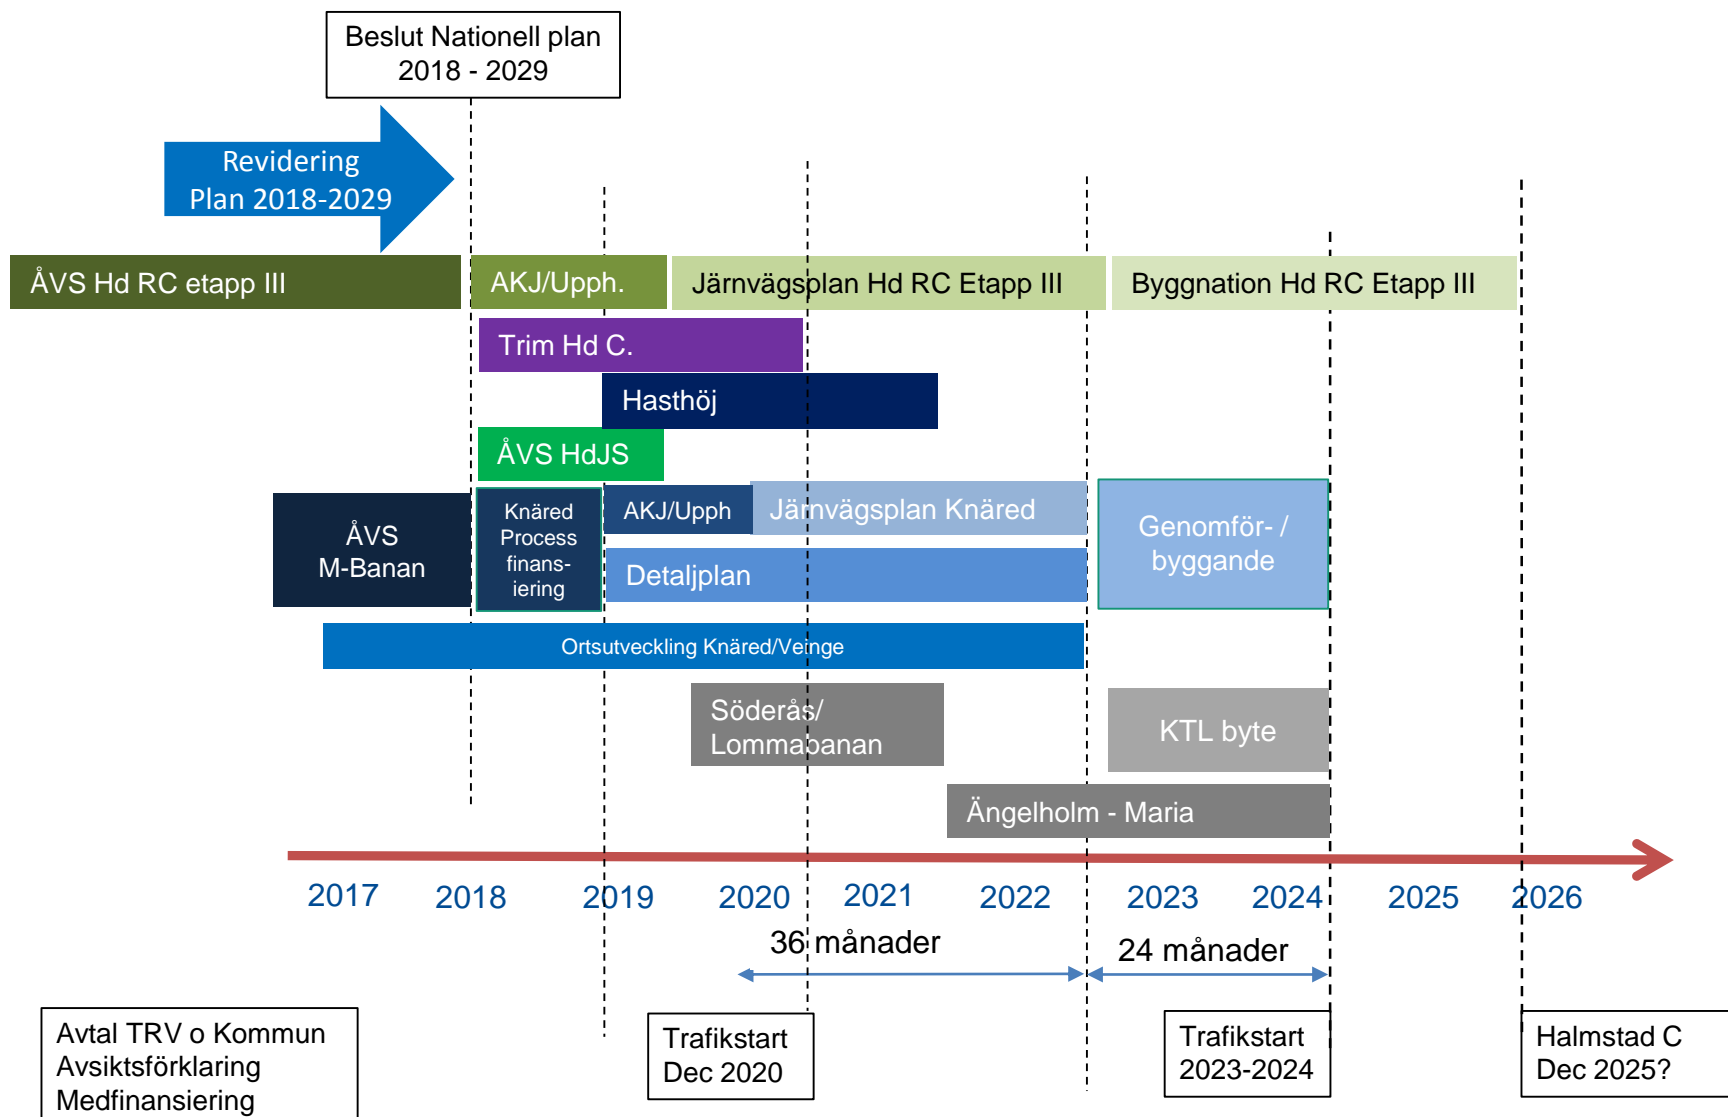 Beslut Nationell plan
2018 - 2029
Revidering
Plan 2018-2029
ÅVS Hd RC etapp III
AKJ/Upph.
Järnvägsplan Hd RC Etapp III
Byggnation Hd RC Etapp III
Trim Hd C.
Hasthöj
ÅVS HdJS
ÅVS
M-Banan
Knäred
Process
finans-
iering
AKJ/Upph
Järnvägsplan Knäred
Detaljplan
Genomför- /
byggande
Ortsutveckling Knäred/Veinge
Söderås/
Lommabanan
KTL byte
Ängelholm - Maria
2017 2018 2019 2020 2021 2022 2023 2024 2025 2026
36 månader
24 månader
Avtal TRV o Kommun
Avsiktsförklaring
Medfinansiering
Trafikstart
Dec 2020
Trafikstart
2023-2024
Halmstad C
Dec 2025?